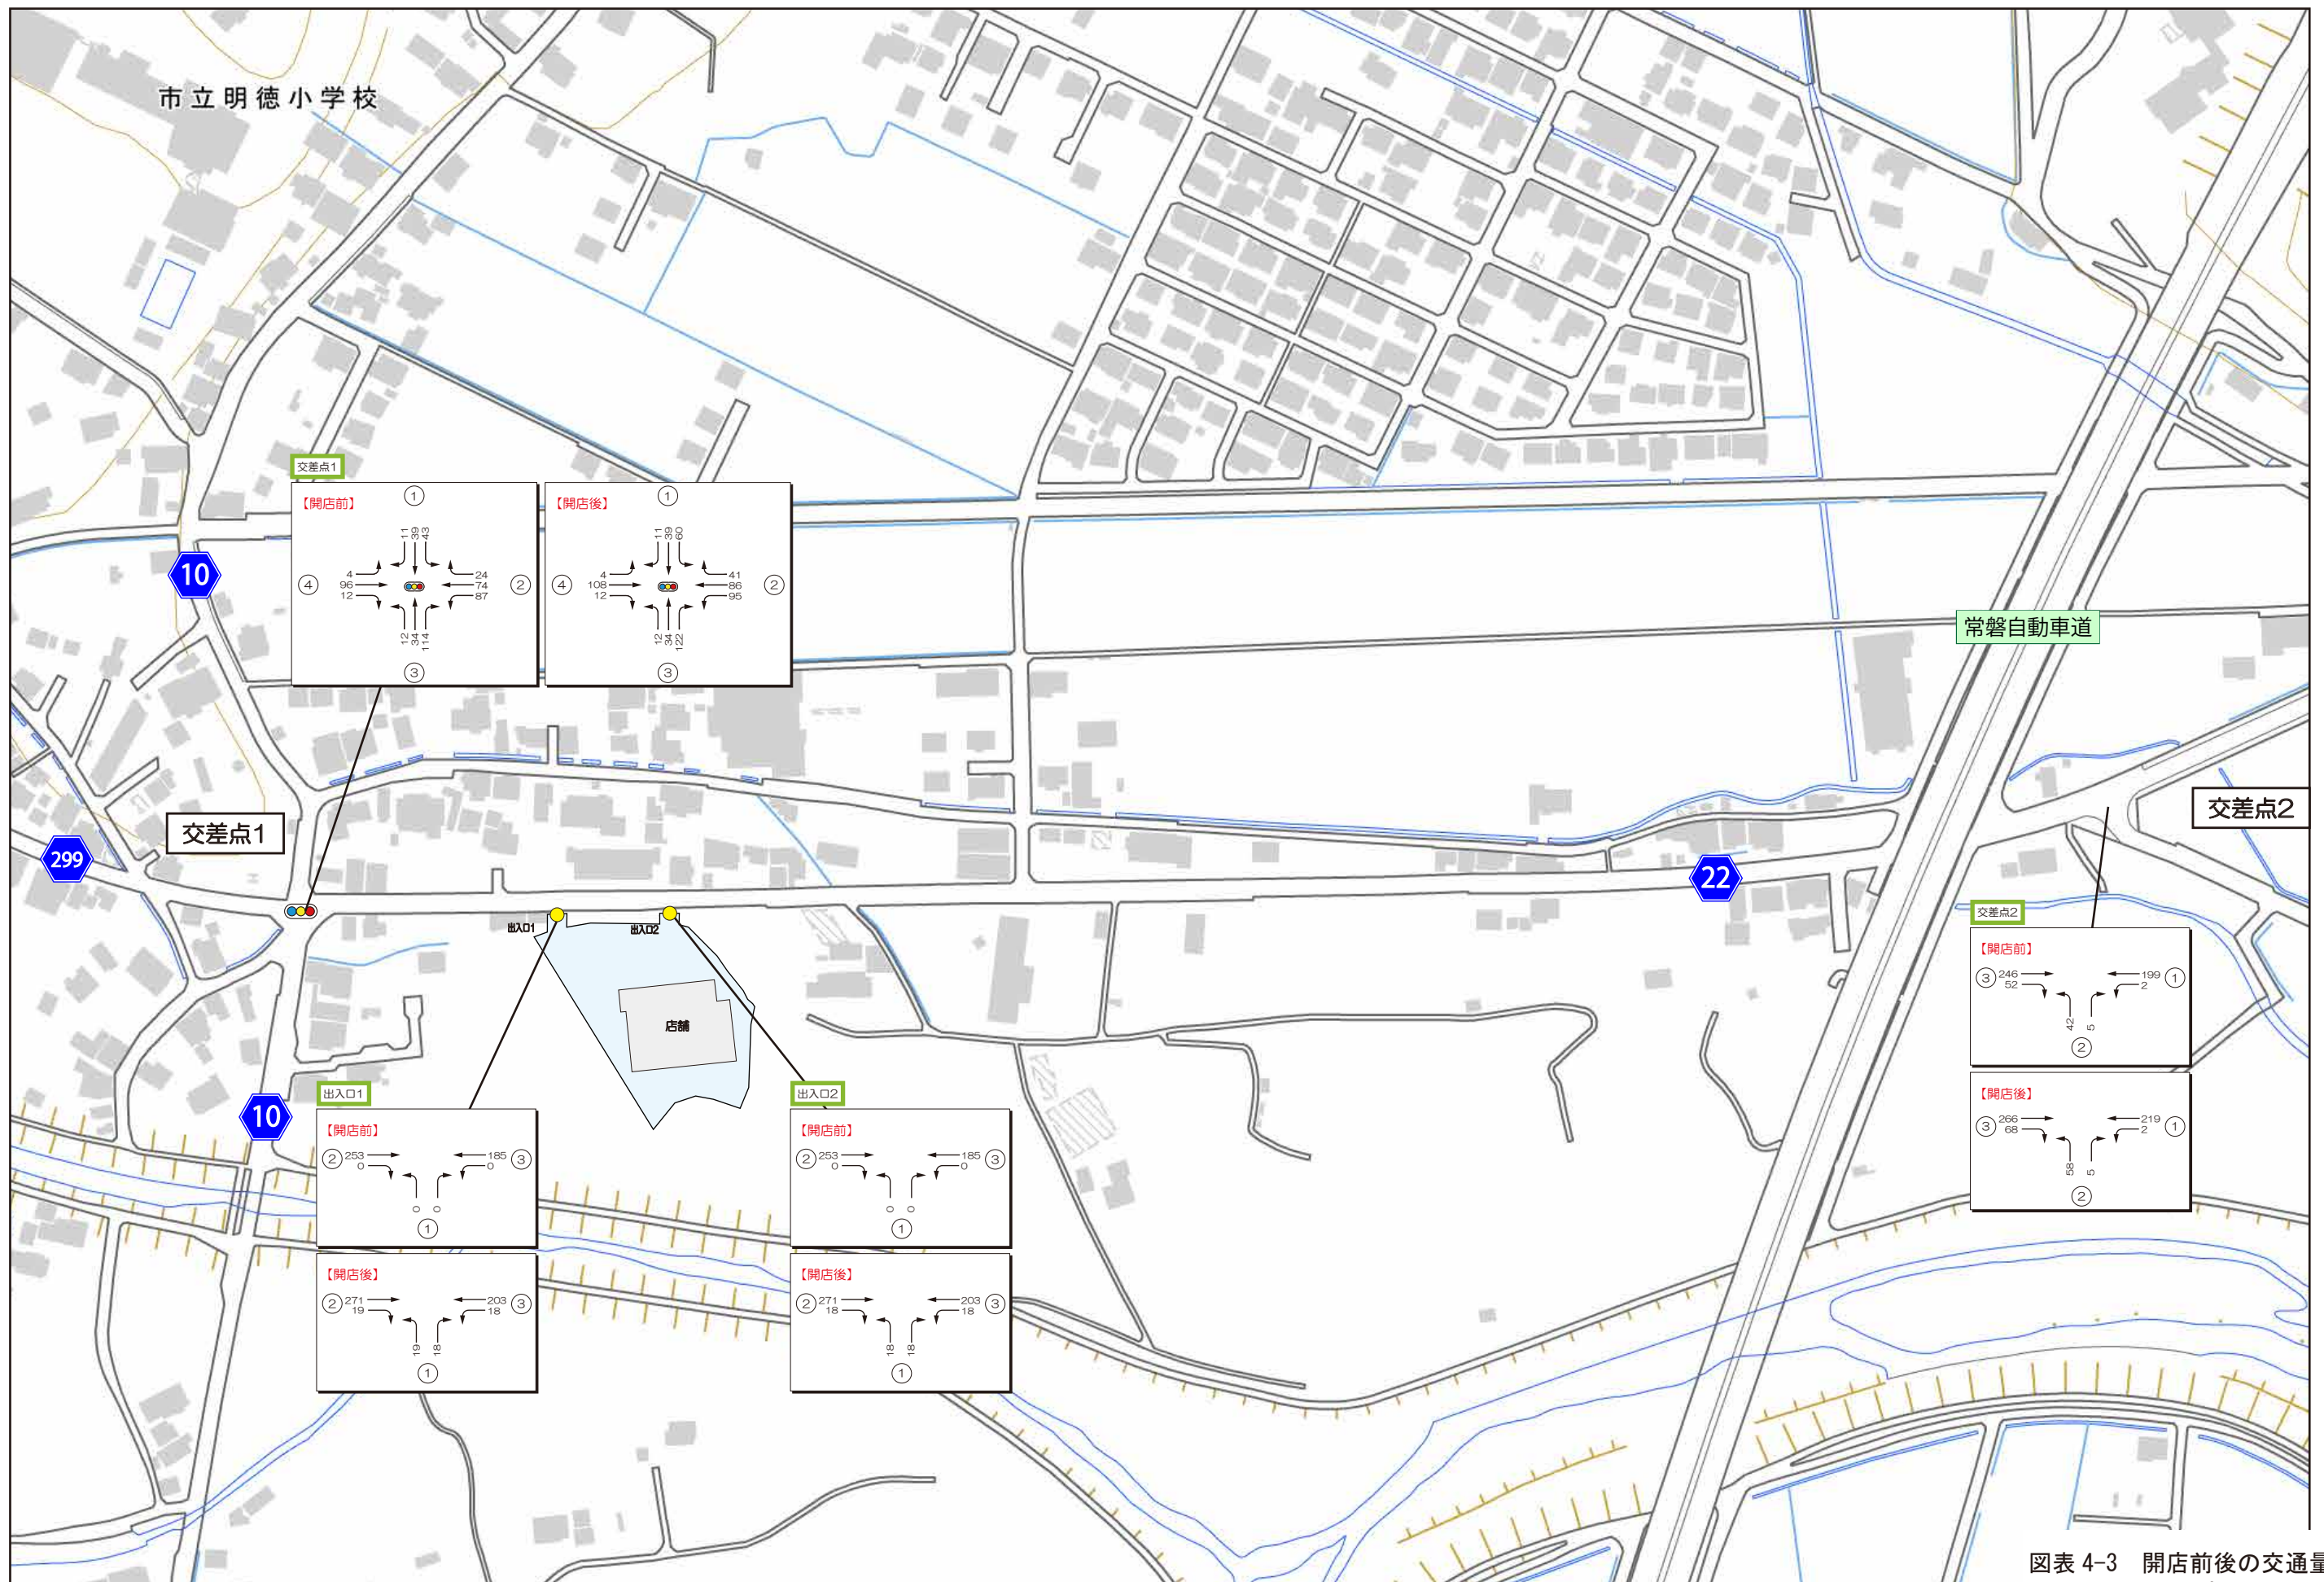 市立明徳小学校
交差点1
【開店前】
①
11 39 43
④
4
96
12
24
74
87
②
12 34 114
③
【開店後】
①
11 39 60
④
4
108
12
41
86
95
②
12 34 122
③
10
常磐自動車道
交差点1
299
交差点2
22
出入口1
出入口2
店舗
10
交差点2
【開店前】
③ 246
52
199 ①
2
42 5
②
【開店後】
③ 266
68
219 ①
2
58 5
②
出入口1
【開店前】
② 253
0
185 ③
0
0 0
①
【開店後】
② 271
19
203 ③
18
19 18
①
出入口2
【開店前】
② 253
0
185 ③
0
0 0
①
【開店後】
② 271
18
203 ③
18
18 18
①
図表 4-3 開店前後の交通量